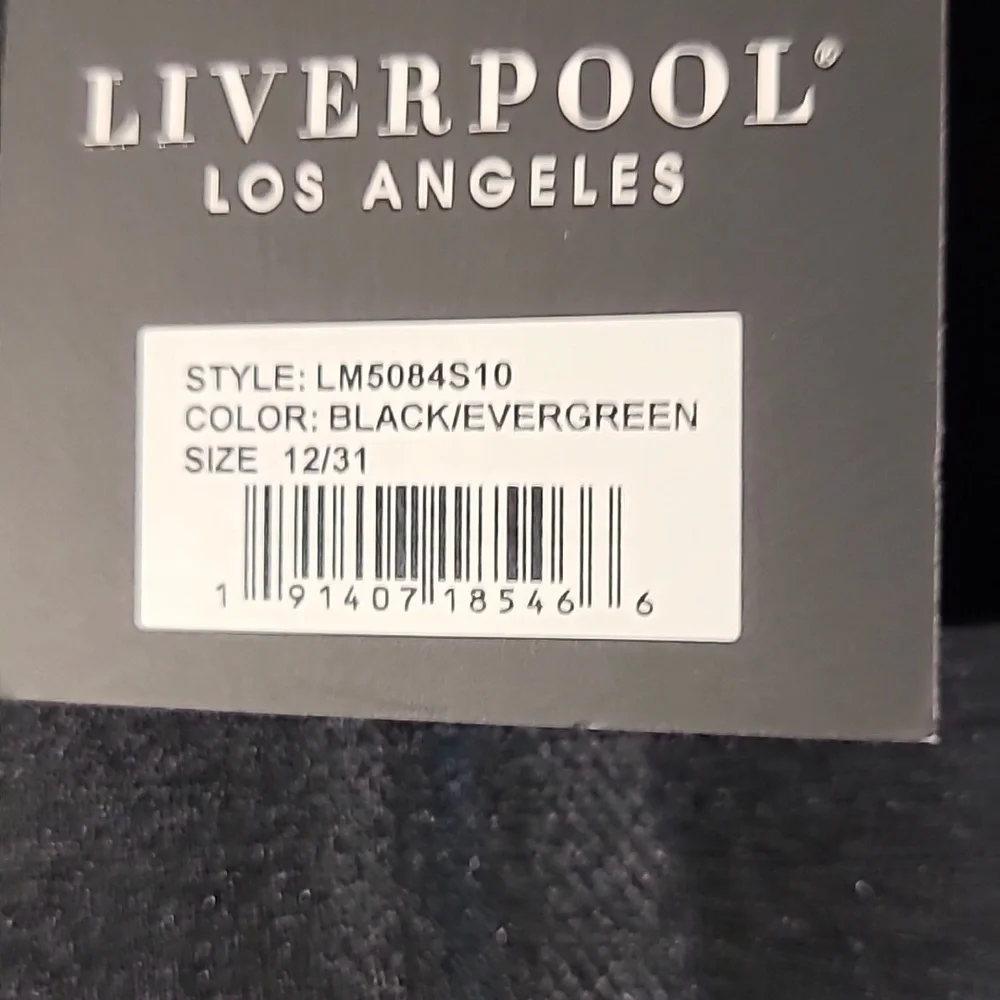 LIVERPOOL®
LOS ANGELES
STYLE: LM5084S10
COLOR: BLACK/EVERGREEN
SIZE 12/31
1 91407 18546 6